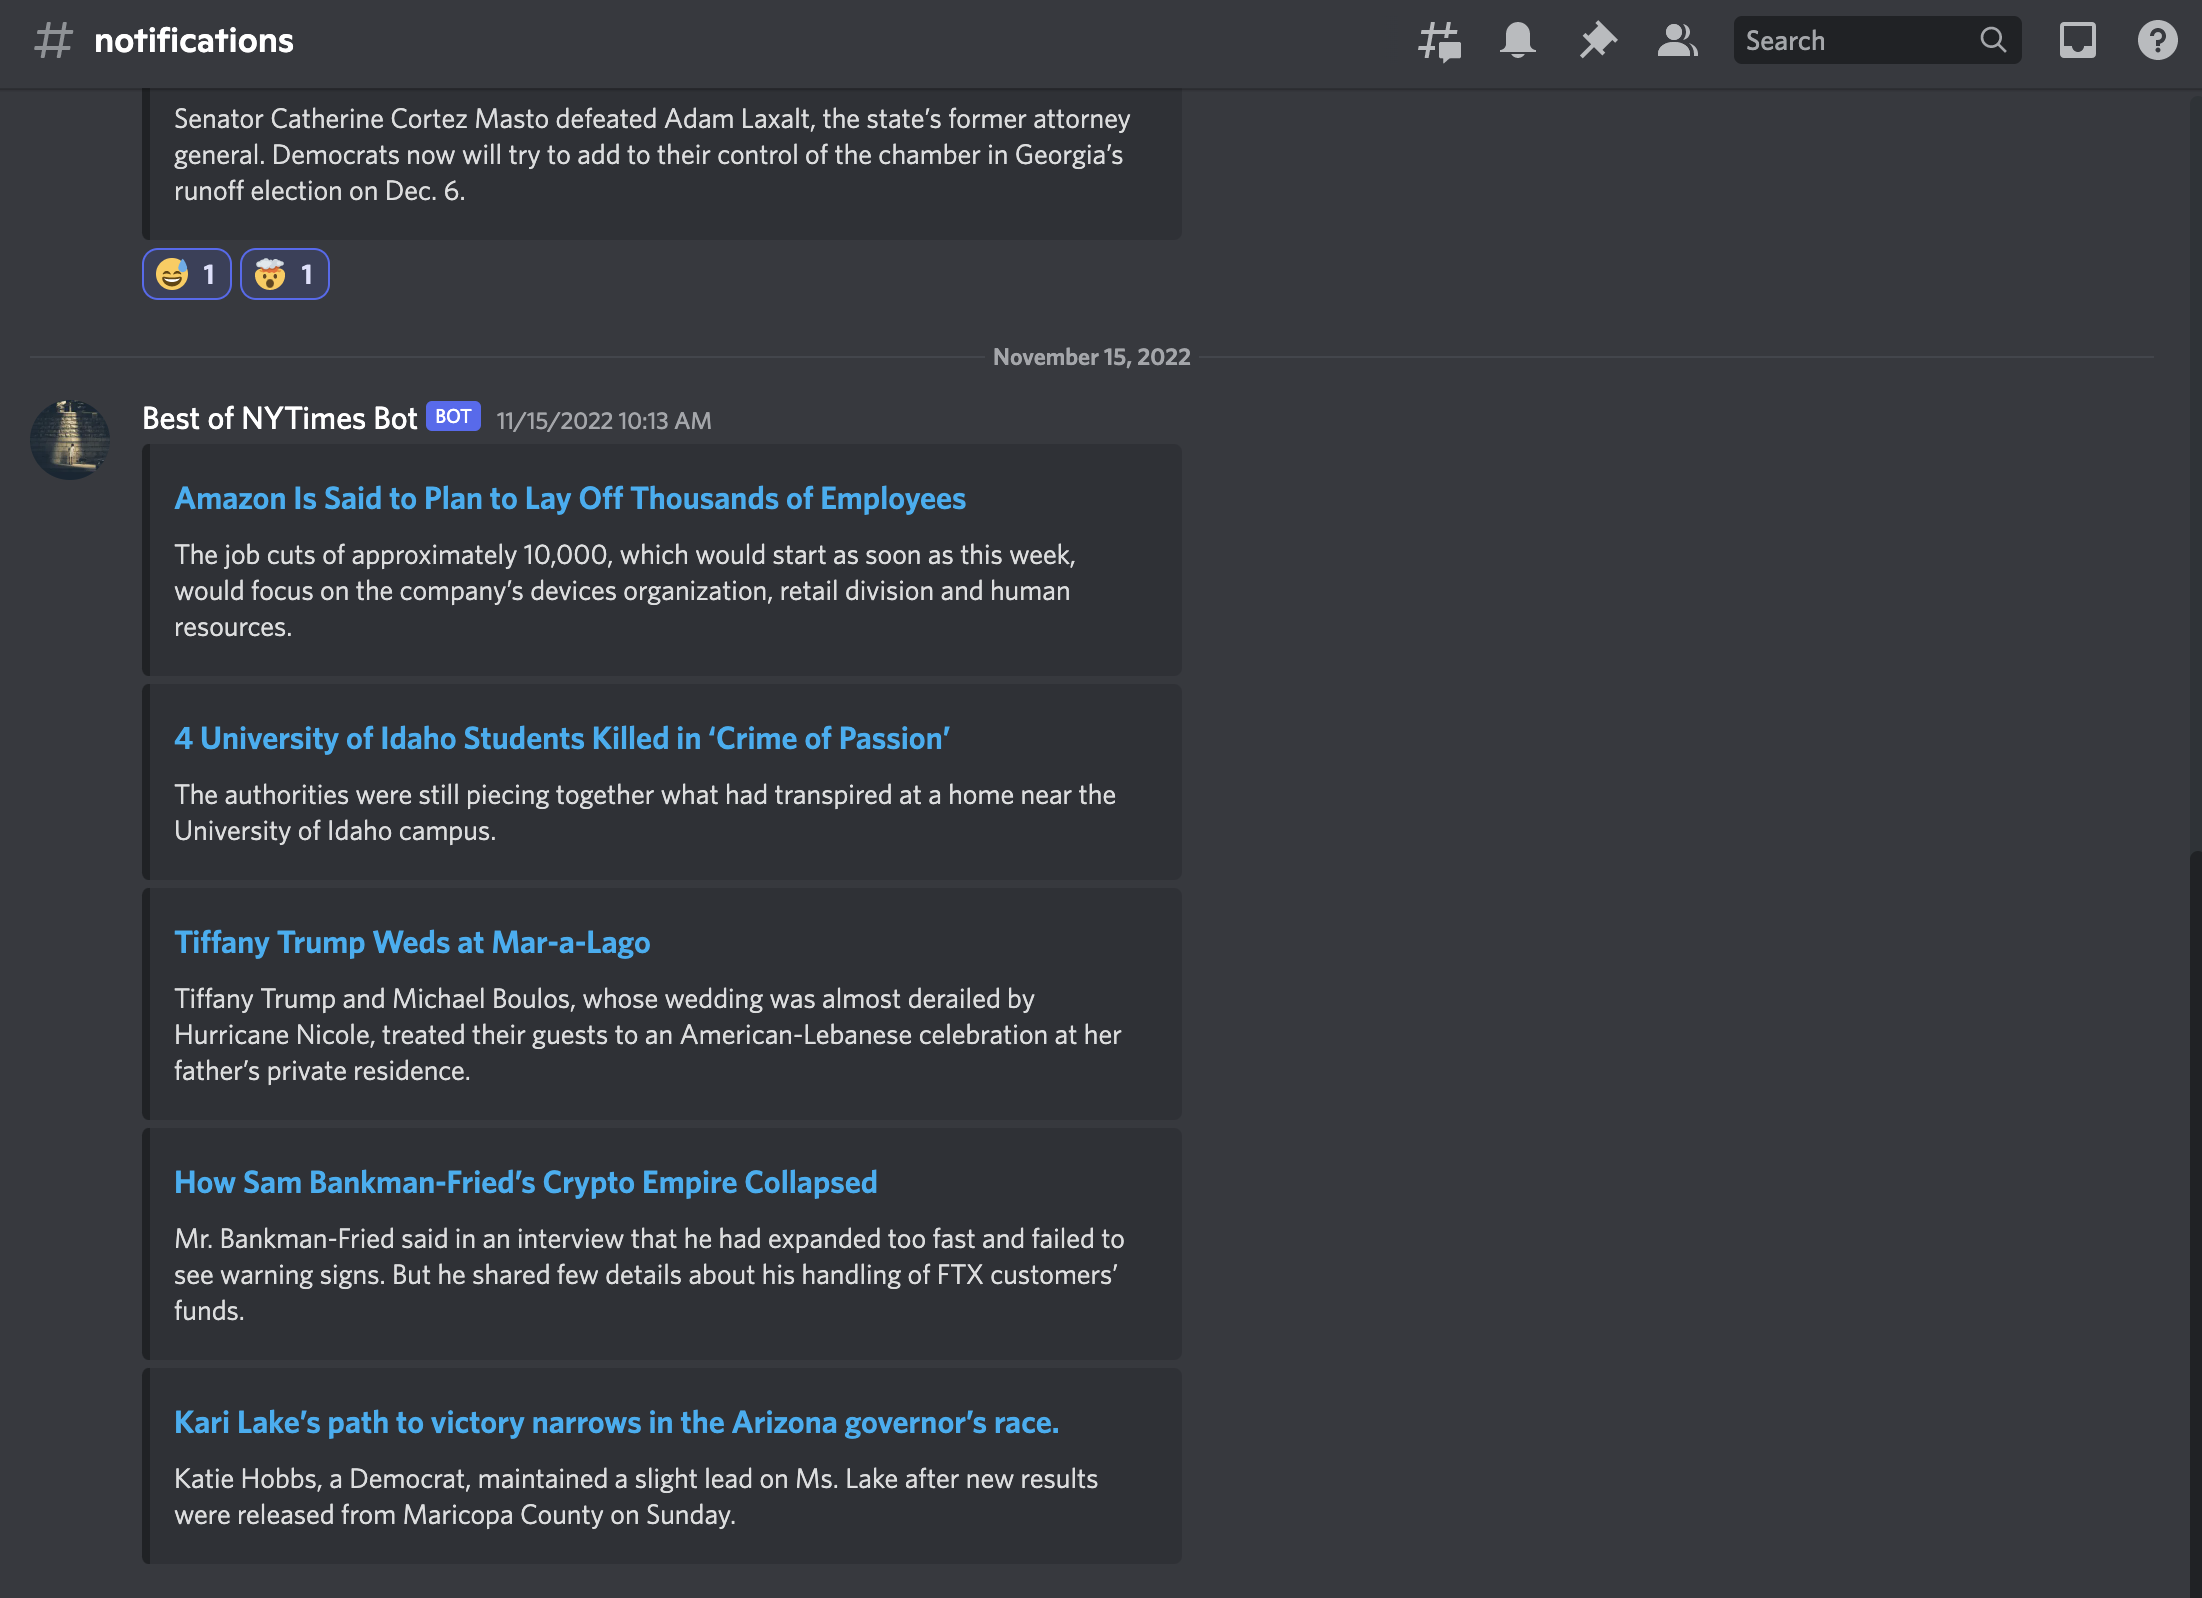 notifications
Search
Senator Catherine Cortez Masto defeated Adam Laxalt, the state’s former attorney
general. Democrats now will try to add to their control of the chamber in Georgia’s
runoff election on Dec. 6.
1 1
November 15, 2022
Best of NYTimes Bot BOT 11/15/2022 10:13 AM
Amazon Is Said to Plan to Lay Off Thousands of Employees
The job cuts of approximately 10,000, which would start as soon as this week,
would focus on the company’s devices organization, retail division and human
resources.
4 University of Idaho Students Killed in ‘Crime of Passion’
The authorities were still piecing together what had transpired at a home near the
University of Idaho campus.
Tiffany Trump Weds at Mar-a-Lago
Tiffany Trump and Michael Boulos, whose wedding was almost derailed by
Hurricane Nicole, treated their guests to an American-Lebanese celebration at her
father’s private residence.
How Sam Bankman-Fried’s Crypto Empire Collapsed
Mr. Bankman-Fried said in an interview that he had expanded too fast and failed to
see warning signs. But he shared few details about his handling of FTX customers’
funds.
Kari Lake’s path to victory narrows in the Arizona governor’s race.
Katie Hobbs, a Democrat, maintained a slight lead on Ms. Lake after new results
were released from Maricopa County on Sunday.